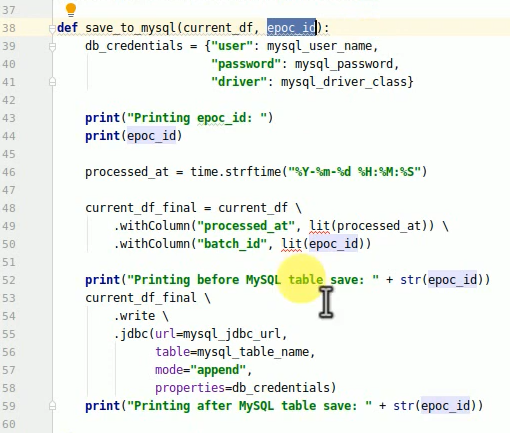 37
38 def save_to_mysql(current_df, epoc_id):
39 db_credentials = {"user": mysql_user_name,
40 "password": mysql_password,
41 "driver": mysql_driver_class}
42
43 print("Printing epoc_id: ")
44 print(epoc_id)
45
46 processed_at = time.strftime("%Y-%m-%d %H:%M:%S")
47
48 current_df_final = current_df \
49 .withColumn("processed_at", lit(processed_at)) \
50 .withColumn("batch_id", lit(epoc_id))
51
52 print("Printing before MySQL table save: " + str(epoc_id))
53 current_df_final \
54 .write \
55 .jdbc(url=mysql_jdbc_url,
56 table=mysql_table_name,
57 mode="append",
58 properties=db_credentials)
59 print("Printing after MySQL table save: " + str(epoc_id))
60